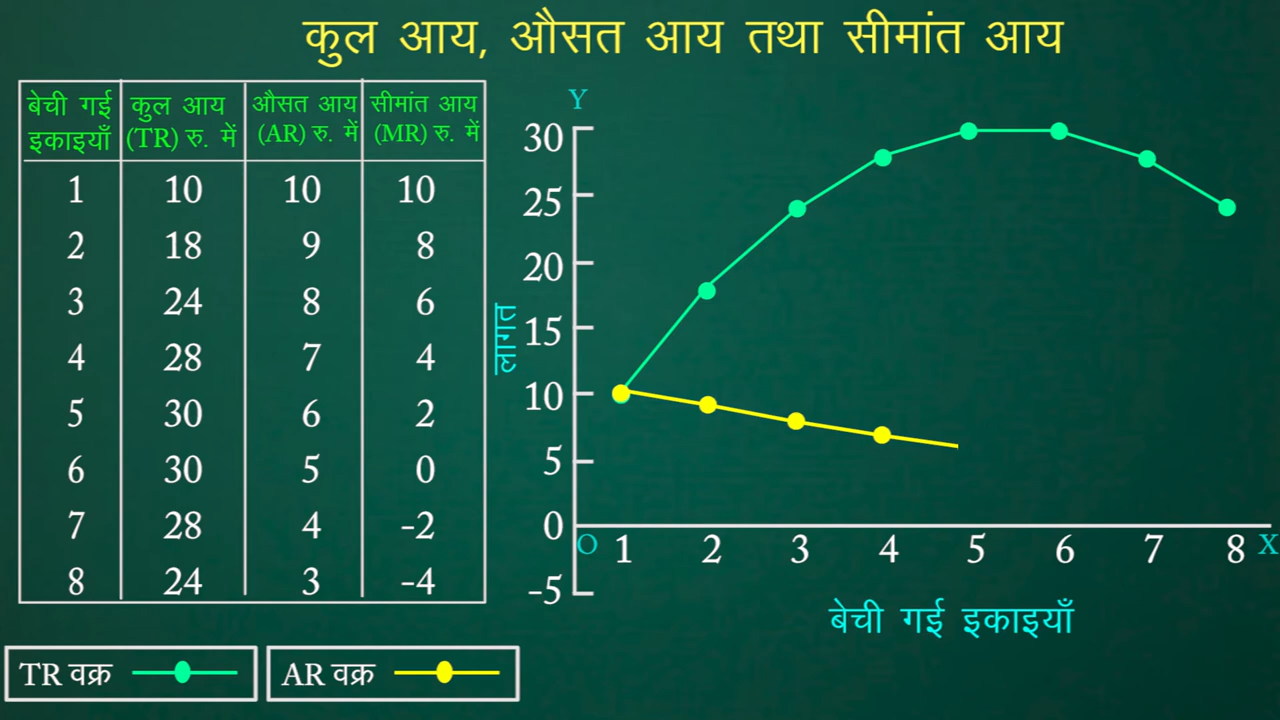 कुल आय, औसत आय तथा सीमांत आय
बेची गई इकाइयाँ कुल आय (TR) रु. में औसत आय (AR) रु. में सीमांत आय (MR) रु. में
1 10 10 10
2 18 9 8
3 24 8 6
4 28 7 4
5 30 6 2
6 30 5 0
7 28 4 -2
8 24 3 -4
Y
30
25
20
15
10
5
0
-5
लागत
O 1 2 3 4 5 6 7 8 X
बेची गई इकाइयाँ
TR वक्र
AR वक्र